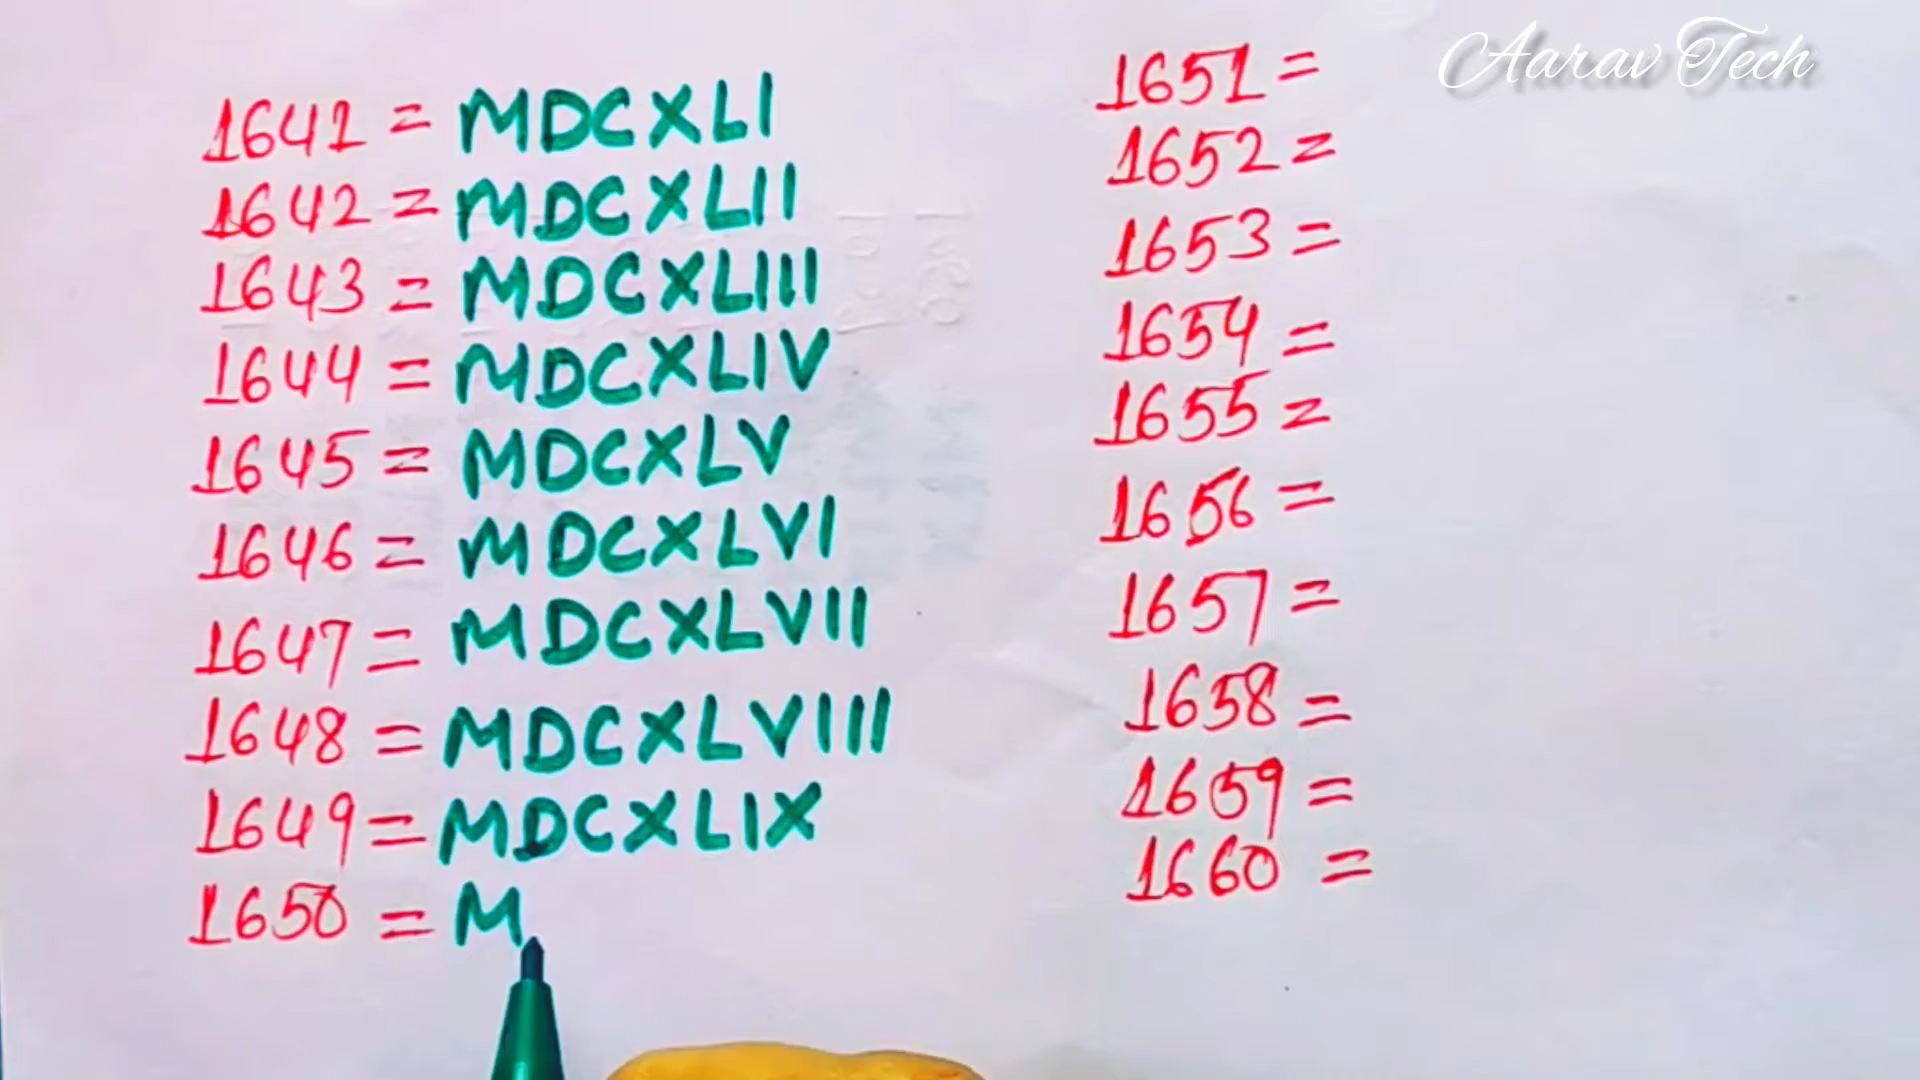 Aarav Tech
1641 = MDCXLI
1642 = MDCXLII
1643 = MDCXLIII
1644 = MDCXLIV
1645 = MDCXLV
1646 = MDCXLVI
1647 = MDCXLVII
1648 = MDCXLVIII
1649 = MDCXLIX
1650 = M
1651 =
1652 =
1653 =
1654 =
1655 =
1656 =
1657 =
1658 =
1659 =
1660 =